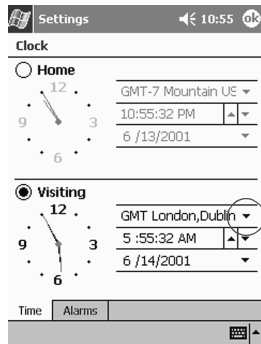 Settings 10:55 ok
Clock
Home
12
9
3
6
GMT-7 Mountain US
10:55:32 PM
6 /13/2001
Visiting
12
9
3
6
GMT London,Dublin
5 :55:32 AM
6 /14/2001
Time Alarms